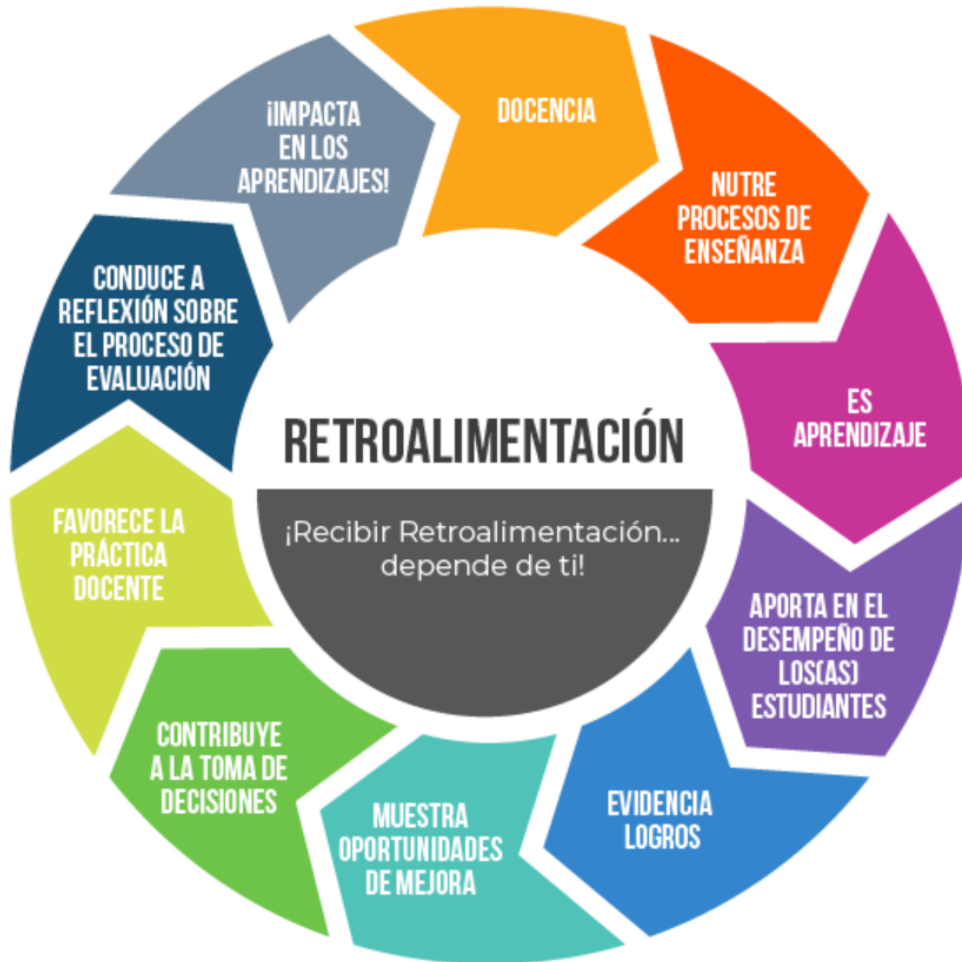 DOCENCIA
NUTRE
PROCESOS DE
ENSEÑANZA
ES
APRENDIZAJE
APORTA EN EL
DESEMPEÑO DE
LOS(AS)
ESTUDIANTES
EVIDENCIA
LOGROS
MUESTRA
OPORTUNIDADES
DE MEJORA
CONTRIBUYE
A LA TOMA DE
DECISIONES
FAVORECE LA
PRÁCTICA
DOCENTE
CONDUCE A
REFLEXIÓN SOBRE
EL PROCESO DE
EVALUACIÓN
¡IMPACTA
EN LOS
APRENDIZAJES!
RETROALIMENTACIÓN
¡Recibir Retroalimentación...
depende de ti!